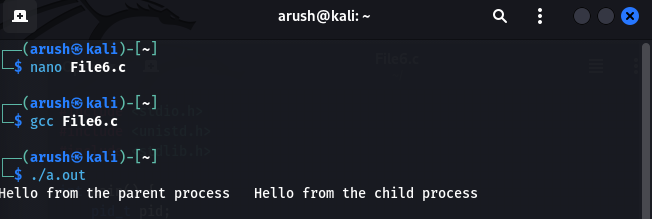 arush@kali: ~
┌──(arush㉿kali)-[~]
└─$ nano File6.c
┌──(arush㉿kali)-[~]
└─$ gcc File6.c
┌──(arush㉿kali)-[~]
└─$ ./a.out
Hello from the parent process   Hello from the child process